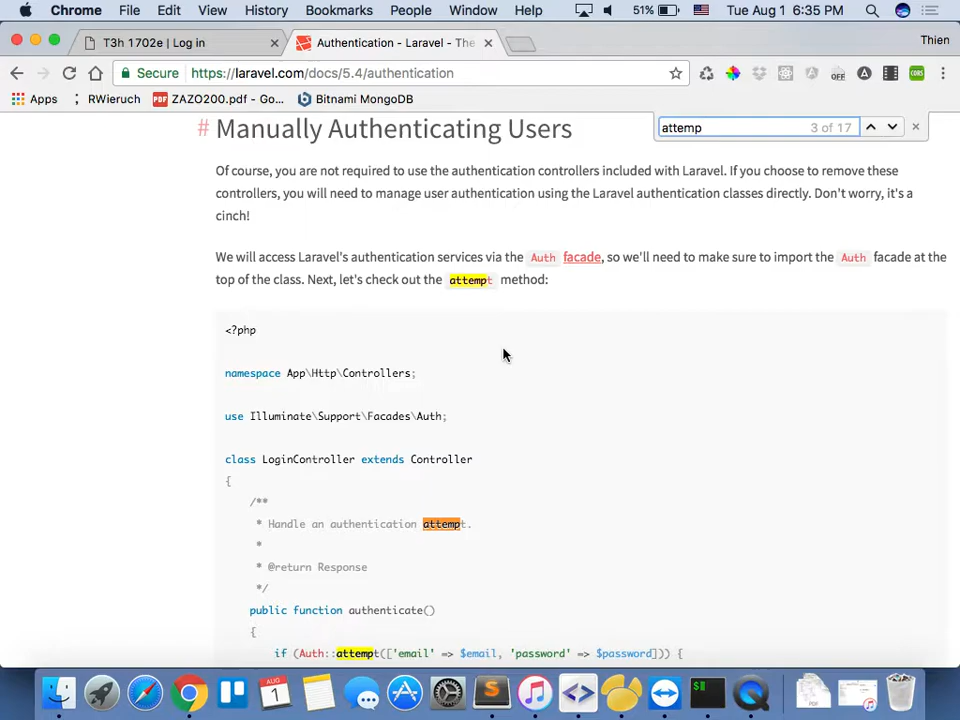 Chrome File Edit View History Bookmarks People Window Help 51% Tue Aug 1 6:35 PM
T3h 1702e | Log in
Authentication - Laravel - The
Thien
Secure https://laravel.com/docs/5.4/authentication
OFF
CORS
Apps RWieruch ZAZO200.pdf - Go... Bitnami MongoDB
attemp 3 of 17
# Manually Authenticating Users
Of course, you are not required to use the authentication controllers included with Laravel. If you choose to remove these
controllers, you will need to manage user authentication using the Laravel authentication classes directly. Don't worry, it's a
cinch!
We will access Laravel's authentication services via the Auth facade, so we'll need to make sure to import the Auth facade at the
top of the class. Next, let's check out the attempt method:
<?php
namespace App\Http\Controllers;
use Illuminate\Support\Facades\Auth;
class LoginController extends Controller
{
/**
* Handle an authentication attempt.
*
* @return Response
*/
public function authenticate()
{
if (Auth::attempt(['email' => $email, 'password' => $password])) {
AUG
1